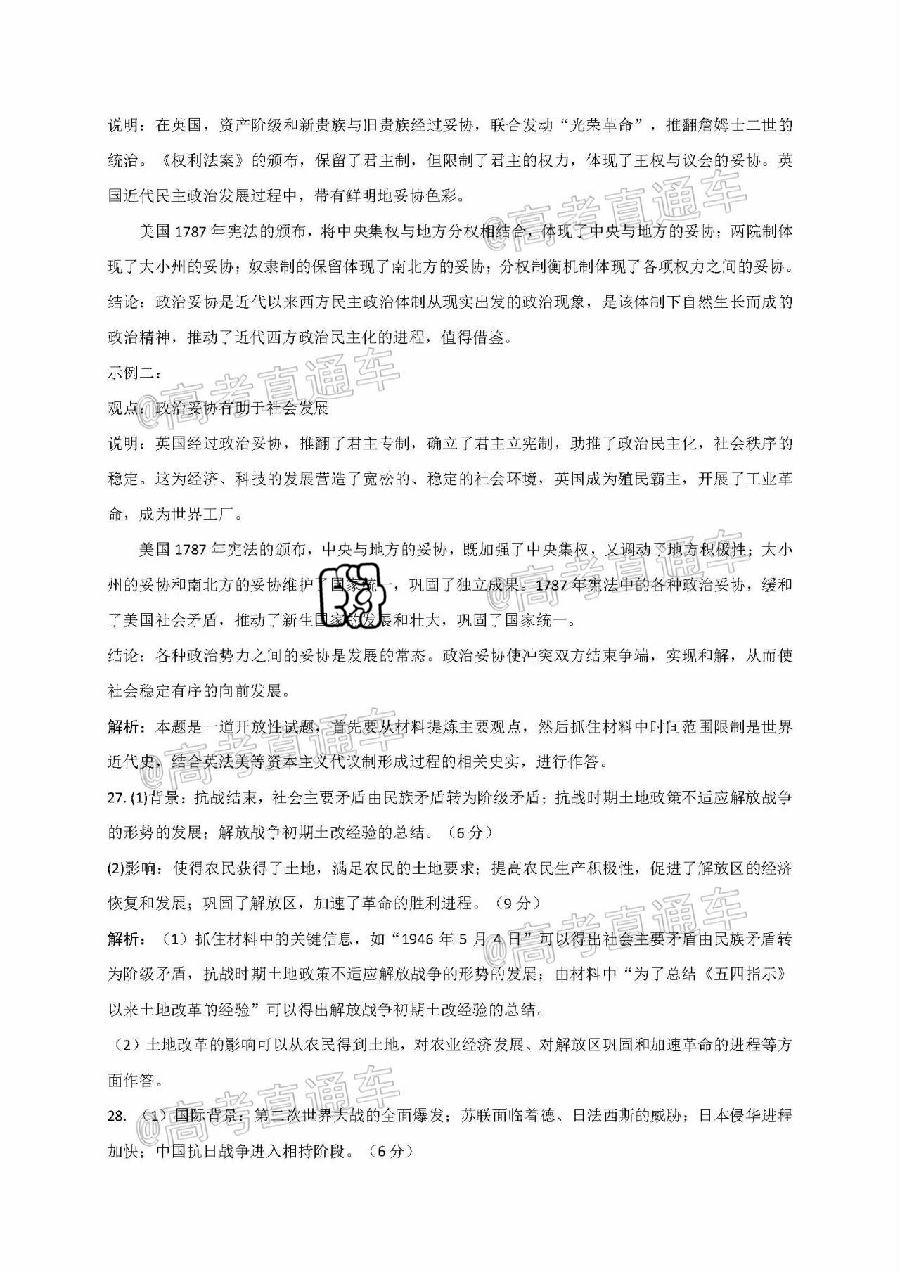 说明：在英国，资产阶级和新贵族与旧贵族经过妥协，联合发动“光荣革命”，推翻詹姆士二世的
统治。《权利法案》的颁布，保留了君主制，但限制了君主的权力，体现了王权与议会的妥协。英
国近代民主政治发展过程中，带有鲜明地妥协色彩。
@高考直通车
美国 1787 年宪法的颁布，将中央集权与地方分权相结合，体现了中央与地方的妥协；两院制体
现了大小州的妥协；奴隶制的保留体现了南北方的妥协；分权制衡机制体现了各项权力之间的妥协。
结论：政治妥协是近代以来西方民主政治体制从现实出发的政治现象，是该体制下自然生长而成的
政治精神，推动了近代西方政治民主化的进程，值得借鉴。
示例二：
@高考直通车
观点：政治妥协有助于社会发展
说明：英国经过政治妥协，推翻了君主专制，确立了君主立宪制，助推了政治民主化，社会秩序的
稳定。这为经济、科技的发展营造了宽松的、稳定的社会环境，英国成为殖民霸主，开展了工业革
命，成为世界工厂。
@高考直通车
美国 1787 年宪法的颁布，中央与地方的妥协，既加强了中央集权，又调动了地方积极性；大小
州的妥协和南北方的妥协维护了国家统一，巩固了独立成果。1787 年宪法中的各种政治妥协，缓和
了美国社会矛盾，推动了新生国家的发展和壮大，巩固了国家统一。
结论：各种政治势力之间的妥协是发展的常态。政治妥协使冲突双方结束争端，实现和解，从而使
社会稳定有序的向前发展。
解析：本题是一道开放性试题，首先要从材料提炼主要观点，然后抓住材料中时间范围限制是世界
@高考直通车
近代史，结合英法美等资本主义代议制形成过程的相关史实，进行作答。
27. (1)背景：抗战结束，社会主要矛盾由民族矛盾转为阶级矛盾；抗战时期土地政策不适应解放战争
的形势的发展；解放战争初期土改经验的总结。（6 分）
(2)影响：使得农民获得了土地，满足农民的土地要求；提高农民生产积极性，促进了解放区的经济
恢复和发展；巩固了解放区，加速了革命的胜利进程。（9 分）
@高考直通车
解析：（1）抓住材料中的关键信息，如“1946 年 5 月 4 日”可以得出社会主要矛盾由民族矛盾转
为阶级矛盾，抗战时期土地政策不适应解放战争的形势的发展；由材料中“为了总结《五四指示》
以来土地改革的经验”可以得出解放战争初期土改经验的总结。
（2）土地改革的影响可以从农民得到土地，对农业经济发展、对解放区巩固和加速革命的进程等方
面作答。
@高考直通车
28. （1）国际背景：第二次世界大战的全面爆发；苏联面临着德、日法西斯的威胁；日本侵华进程
加快；中国抗日战争进入相持阶段。（6 分）